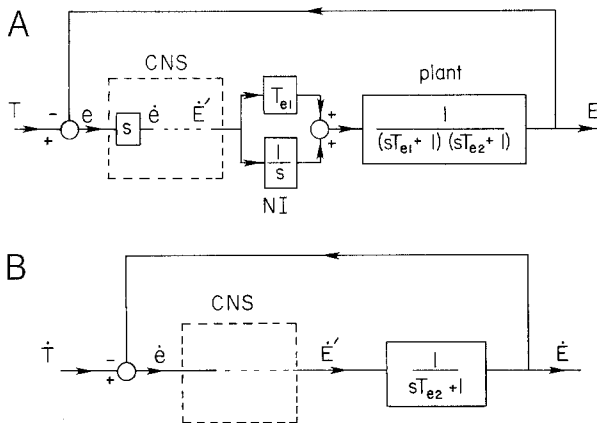 A
CNS
plant
T
-
+
e
s
ė
Ė′
T_e1
1/s
NI
+
+
1/((sT_e1 + 1) (sT_e2 + 1))
E
B
CNS
Ṫ
-
+
ė
Ė′
1/(sT_e2 + 1)
Ė